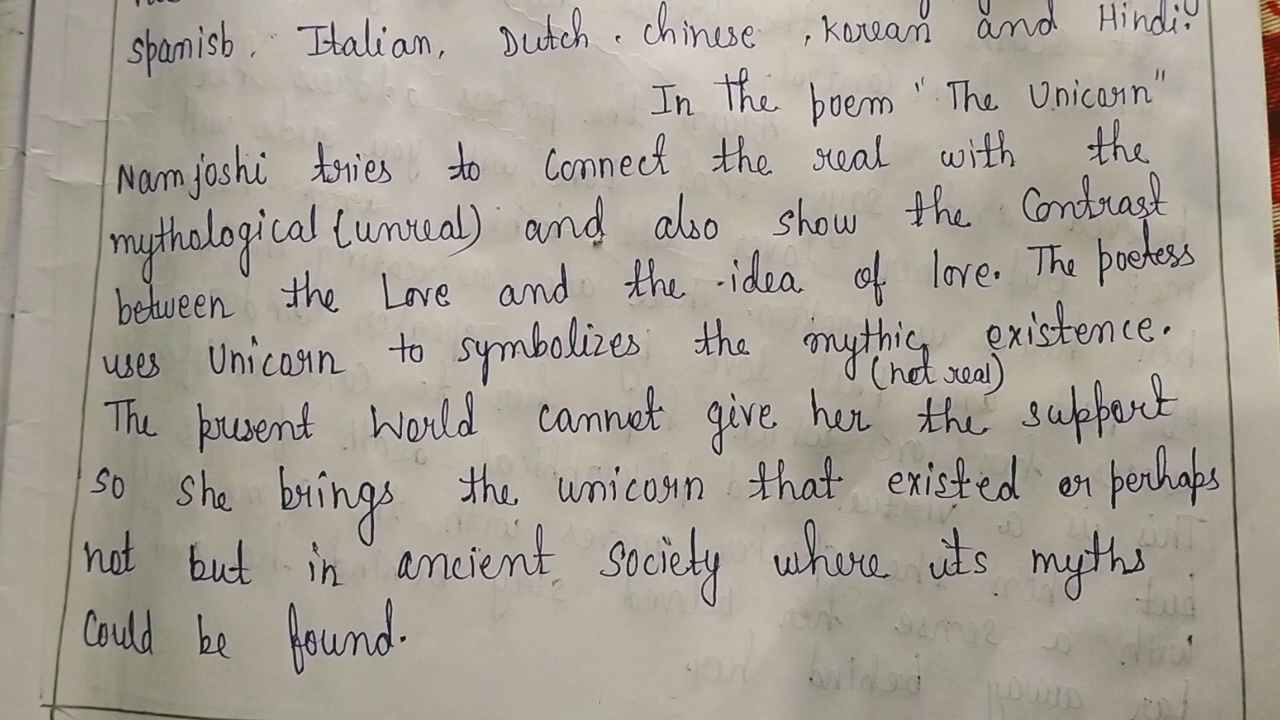 spanish, Italian, Dutch. chinese, Korean and Hindi.
In the poem "The Unicorn"
Namjoshi tries to Connect the real with the
mythological (unreal) and also show the Contrast
between the Love and the idea of love. The poetess
uses Unicorn to symbolizes the mythic existence.
(not real)
The present World cannot give her the support
so she brings the unicorn that existed or perhaps
not but in ancient society where its myths
Could be found.